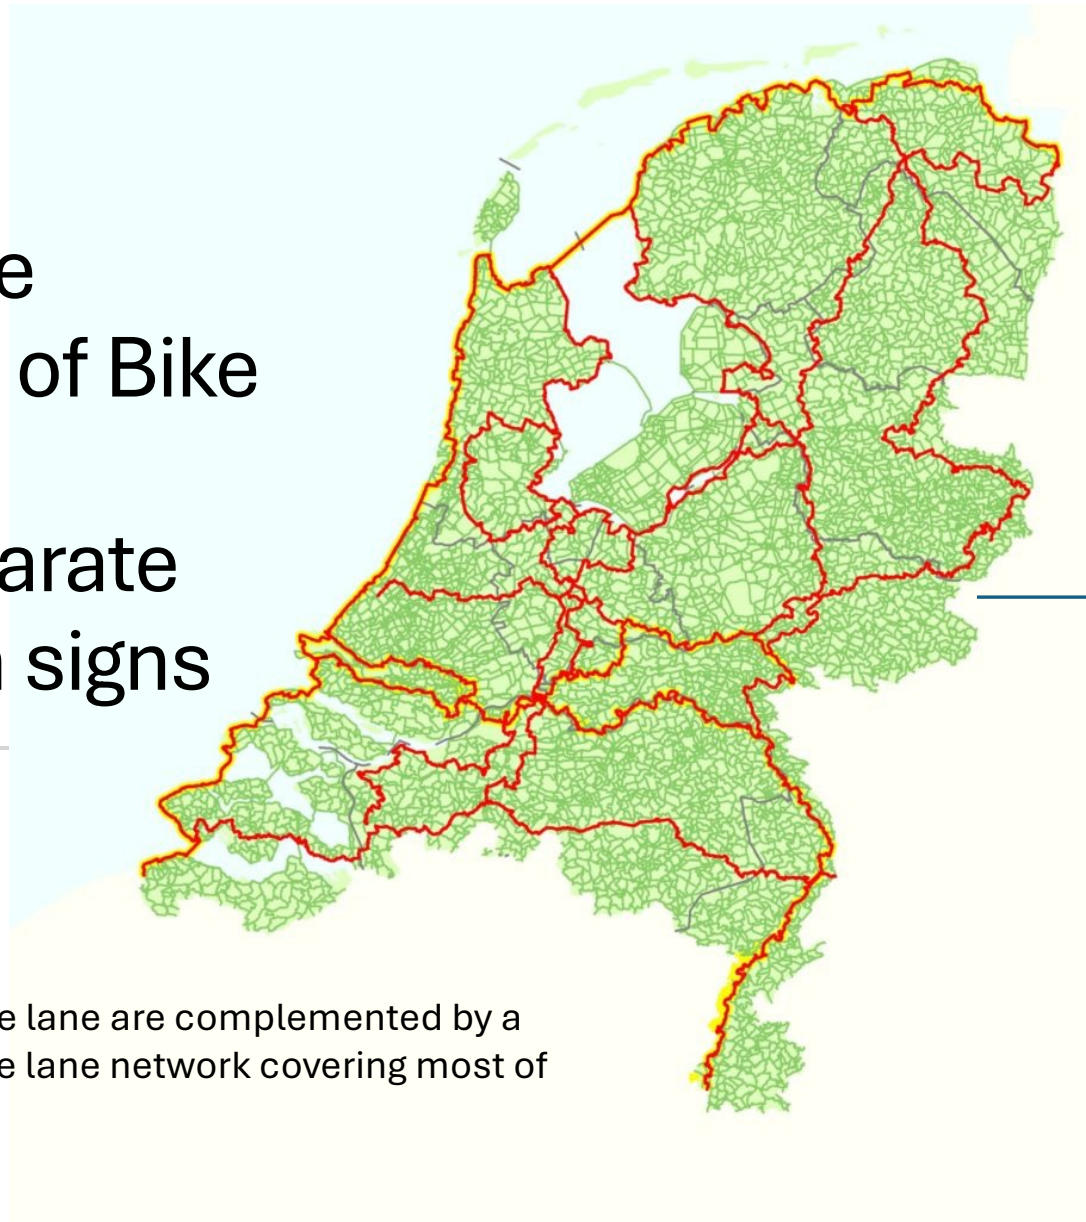 e
of Bike
arate
signs
e lane are complemented by a
e lane network covering most of